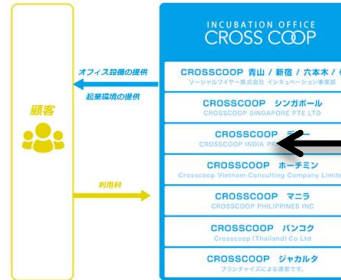 INCUBATION OFFICE
CROSS COOP
オフィス設備の提供
起業環境の提供
顧客
利用料
CROSSCOOP 青山 / 新宿 / 六本木 /
ソーシャルワイヤー株式会社 インキュベーション事業部
CROSSCOOP シンガポール
CROSSCOOP SINGAPORE PTE LTD
CROSSCOOP
CROSSCOOP INDIA
CROSSCOOP ホーチミン
Crosscoop Vietnam Consulting Company Limite
CROSSCOOP マニラ
CROSSCOOP PHILIPPINES INC
CROSSCOOP バンコク
Crosscoop (Thailand) Co Ltd
CROSSCOOP ジャカルタ
フランチャイズによる運営です。